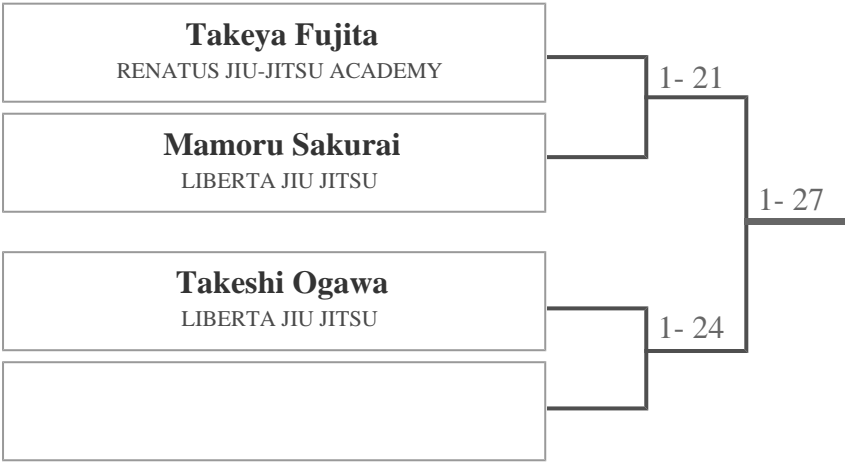 Takeya Fujita
RENATUS JIU-JITSU ACADEMY
1- 21
Mamoru Sakurai
LIBERTA JIU JITSU
1- 27
Takeshi Ogawa
LIBERTA JIU JITSU
1- 24